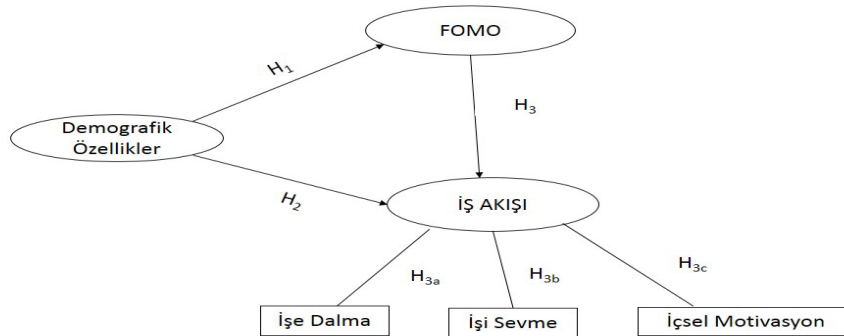 FOMO
H1
H3
Demografik
Özellikler
H2
İŞ AKIŞI
H3a
H3b
H3c
İşe Dalma
İşi Sevme
İçsel Motivasyon